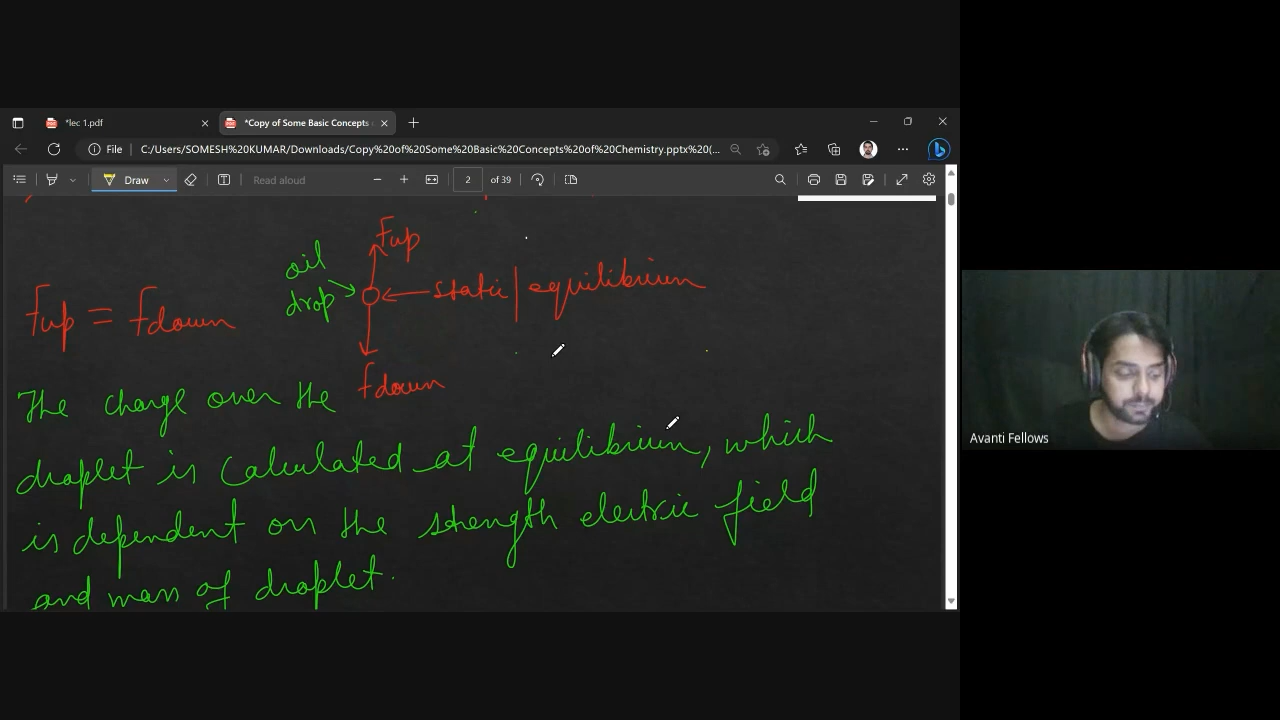 *lec 1.pdf
*Copy of Some Basic Concepts
File
C:/Users/SOMESH%20KUMAR/Downloads/Copy%20of%20Some%20Basic%20Concepts%20of%20Chemistry.pptx%20(...
Draw
Read aloud
2
of 39
Fup
oil
drop
static equilibrium
Fup = Fdown
Fdown
The charge over the
droplet is calculated at equilibrium, which
is dependent on the strength electric field
and mass of droplet.
Avanti Fellows